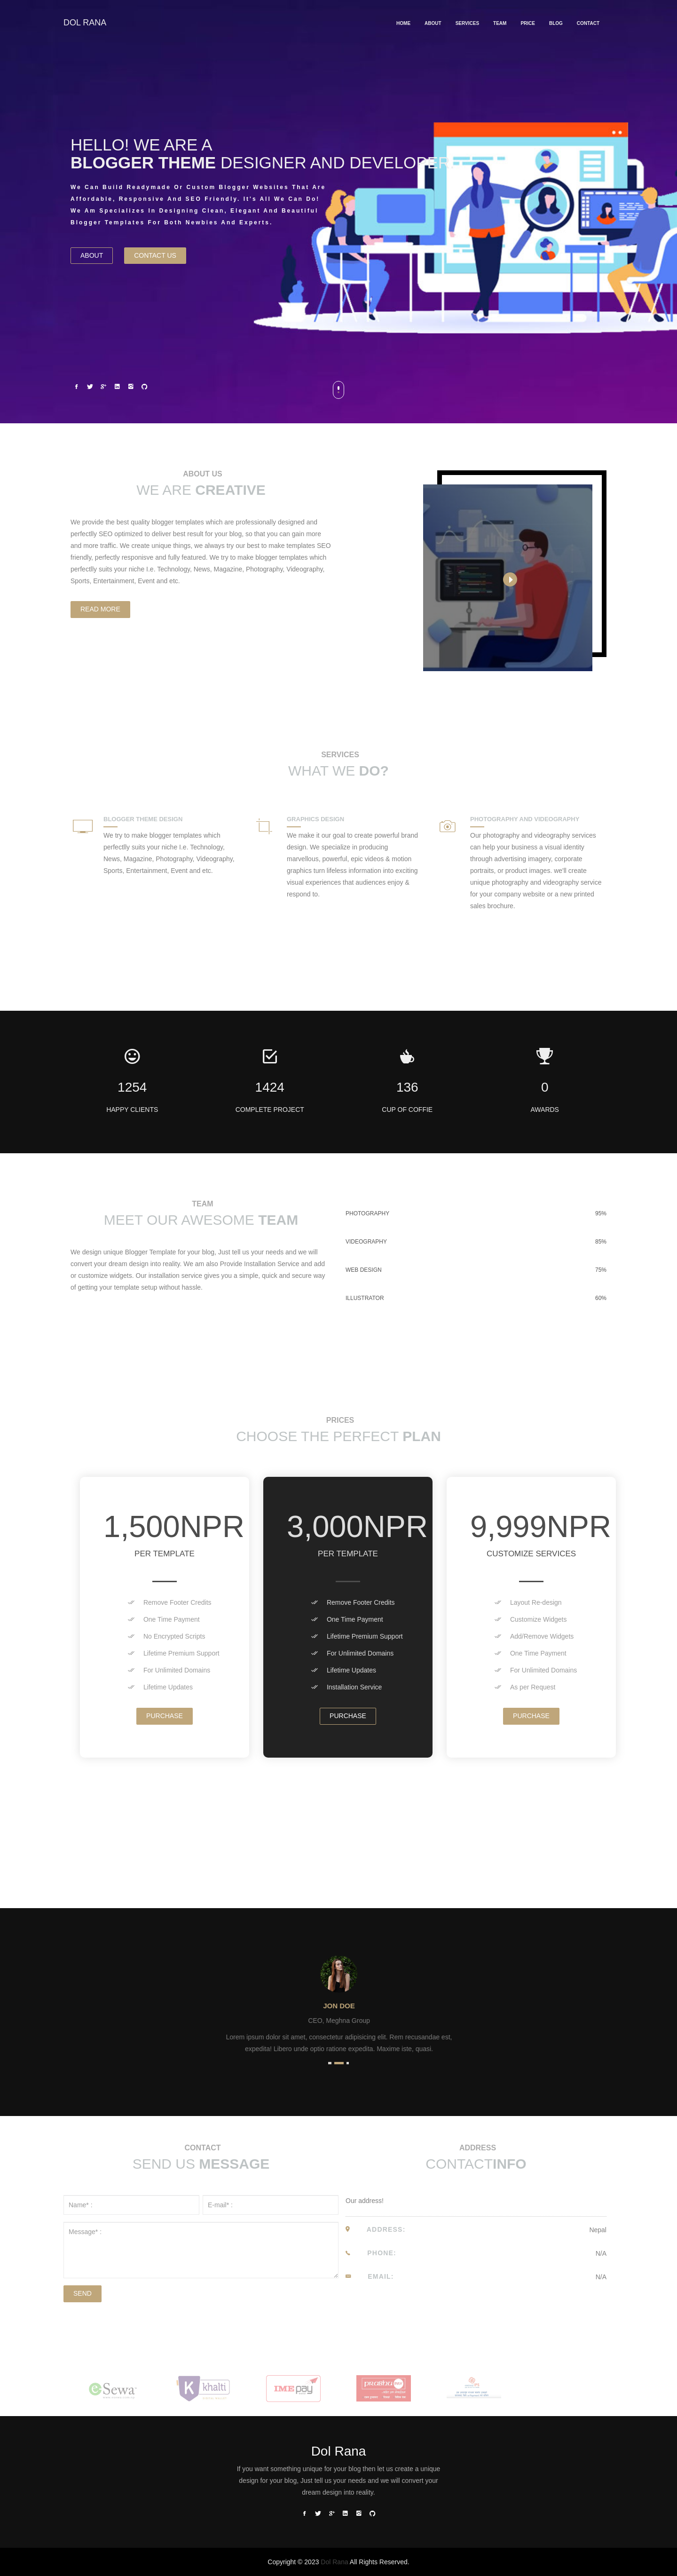 DOL RANA
HOME ABOUT SERVICES TEAM PRICE BLOG CONTACT
HELLO! WE ARE A
BLOGGER THEME DESIGNER AND DEVELOPER
We Can Build Readymade Or Custom Blogger Websites That Are
Affordable, Responsive And SEO Friendly. It's All We Can Do!
We Am Specializes In Designing Clean, Elegant And Beautiful
Blogger Templates For Both Newbies And Experts.
ABOUT CONTACT US
ABOUT US
WE ARE CREATIVE
We provide the best quality blogger templates which are professionally designed and
perfectlly SEO optimized to deliver best result for your blog, so that you can gain more
and more traffic. We create unique things, we always try our best to make templates SEO
friendly, perfectly responisve and fully featured. We try to make blogger templates which
perfectlly suits your niche I.e. Technology, News, Magazine, Photography, Videography,
Sports, Entertainment, Event and etc.
READ MORE
SERVICES
WHAT WE DO?
BLOGGER THEME DESIGN
We try to make blogger templates which
perfectlly suits your niche I.e. Technology,
News, Magazine, Photography, Videography,
Sports, Entertainment, Event and etc.
GRAPHICS DESIGN
We make it our goal to create powerful brand
design. We specialize in producing
marvellous, powerful, epic videos & motion
graphics turn lifeless information into exciting
visual experiences that audiences enjoy &
respond to.
PHOTOGRAPHY AND VIDEOGRAPHY
Our photography and videography services
can help your business a visual identity
through advertising imagery, corporate
portraits, or product images. we'll create
unique photography and videography service
for your company website or a new printed
sales brochure.
1254 1424 136 0
HAPPY CLIENTS COMPLETE PROJECT CUP OF COFFIE AWARDS
TEAM
MEET OUR AWESOME TEAM
We design unique Blogger Template for your blog, Just tell us your needs and we will
convert your dream design into reality. We am also Provide Installation Service and add
or customize widgets. Our installation service gives you a simple, quick and secure way
of getting your template setup without hassle.
PHOTOGRAPHY 95%
VIDEOGRAPHY 85%
WEB DESIGN 75%
ILLUSTRATOR 60%
PRICES
CHOOSE THE PERFECT PLAN
1,500NPR
PER TEMPLATE
Remove Footer Credits
One Time Payment
No Encrypted Scripts
Lifetime Premium Support
For Unlimited Domains
Lifetime Updates
PURCHASE
3,000NPR
PER TEMPLATE
Remove Footer Credits
One Time Payment
Lifetime Premium Support
For Unlimited Domains
Lifetime Updates
Installation Service
PURCHASE
9,999NPR
CUSTOMIZE SERVICES
Layout Re-design
Customize Widgets
Add/Remove Widgets
One Time Payment
For Unlimited Domains
As per Request
PURCHASE
JON DOE
CEO, Meghna Group
Lorem ipsum dolor sit amet, consectetur adipisicing elit. Rem recusandae est,
expedita! Libero unde optio ratione expedita. Maxime iste, quasi.
CONTACT
SEND US MESSAGE
Name* : E-mail* :
Message* :
SEND
ADDRESS
CONTACTINFO
Our address!
ADDRESS: Nepal
PHONE: N/A
EMAIL: N/A
eSewa
khalti
IME pay
prabhu
Dol Rana
If you want something unique for your blog then let us create a unique
design for your blog, Just tell us your needs and we will convert your
dream design into reality.
Copyright © 2023 Dol Rana All Rights Reserved.